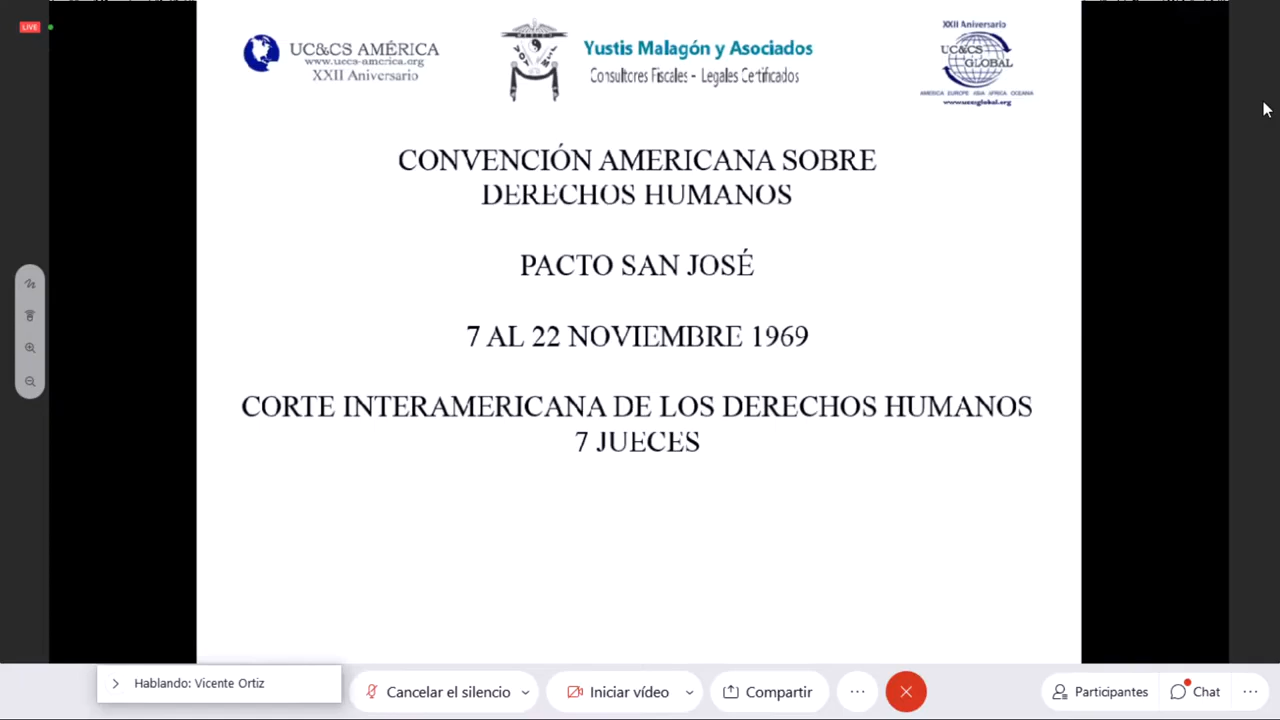 LIVE
UC&CS AMÉRICA
www.uccs-america.org
XXII Aniversario
Yustis Malagón y Asociados
Consultores Fiscales - Legales Certificados
XXII Aniversario
UC&CS
GLOBAL
AMERICA EUROPE ASIA AFRICA OCEANIA
www.uccsglobal.org
CONVENCIÓN AMERICANA SOBRE
DERECHOS HUMANOS
PACTO SAN JOSÉ
7 AL 22 NOVIEMBRE 1969
CORTE INTERAMERICANA DE LOS DERECHOS HUMANOS
7 JUECES
Hablando: Vicente Ortiz
Cancelar el silencio
Iniciar vídeo
Compartir
Participantes
Chat